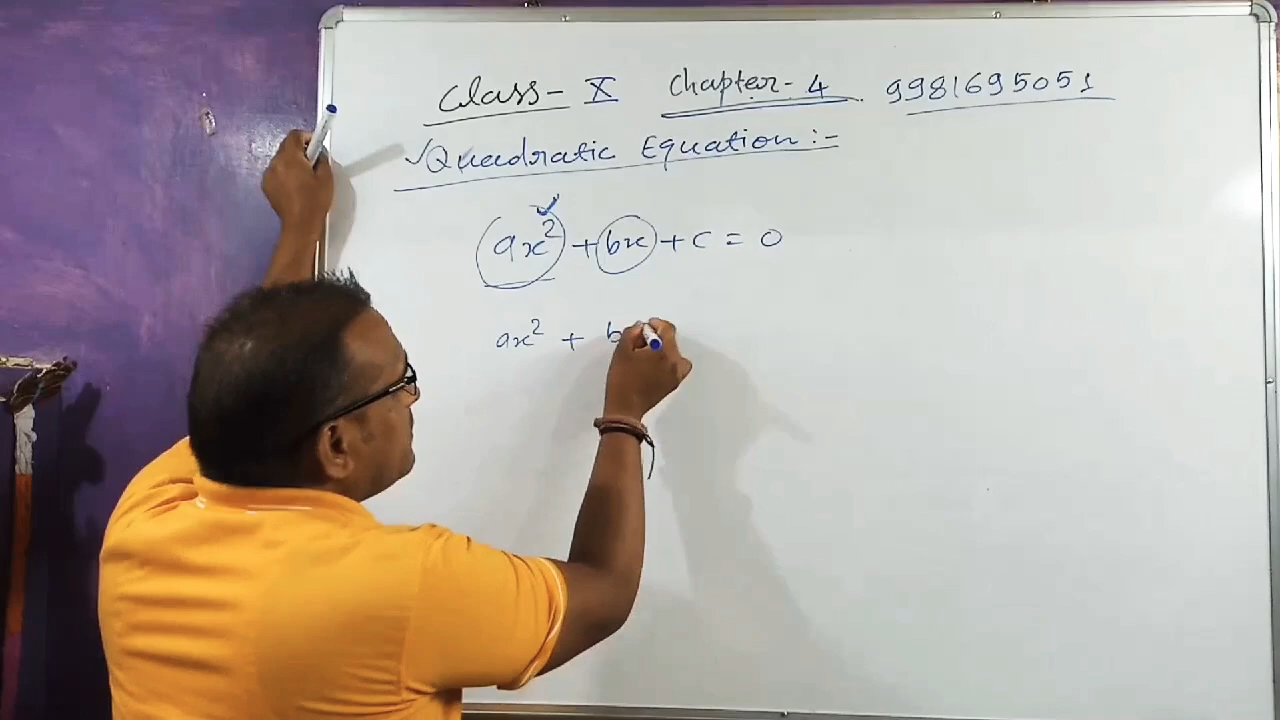 Class- X Chapter-4 9981695051
✓Quadratic Equation:-
ax² + bx + c = 0
ax² + b